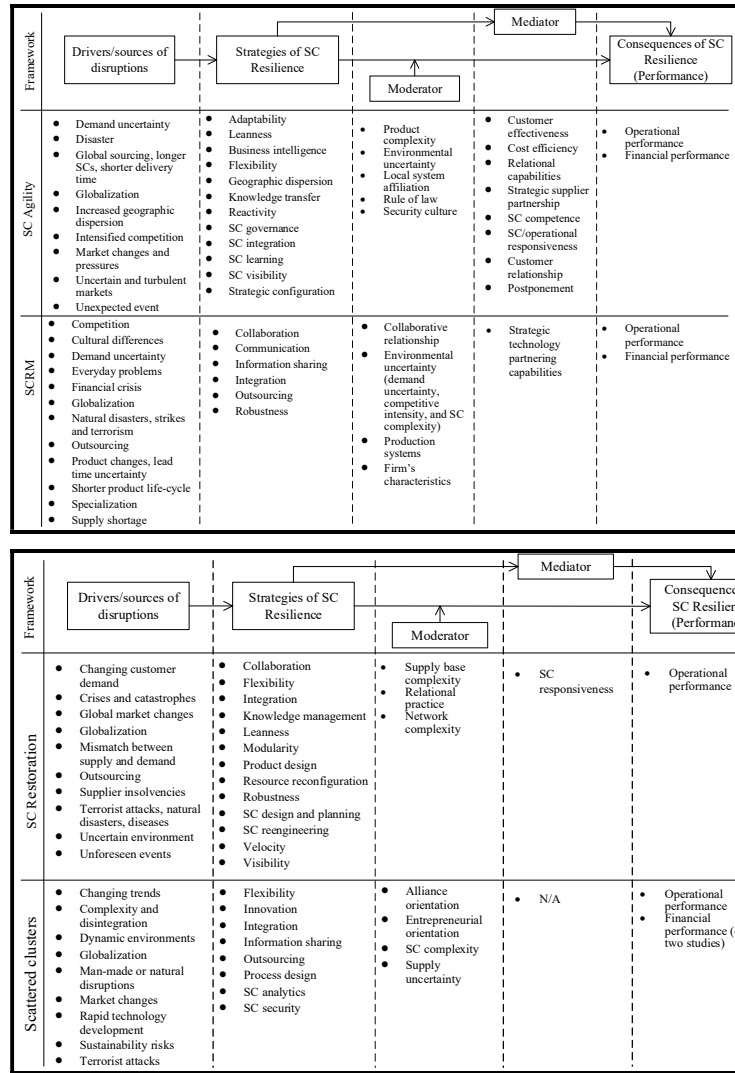 Framework
Drivers/sources of
disruptions
Strategies of SC
Resilience
Moderator
Mediator
Consequences of SC
Resilience
(Performance)
SC Agility
● Demand uncertainty
● Disaster
● Global sourcing, longer
SCs, shorter delivery
time
● Globalization
● Increased geographic
dispersion
● Intensified competition
● Market changes and
pressures
● Uncertain and turbulent
markets
● Unexpected event
● Adaptability
● Leanness
● Business intelligence
● Flexibility
● Geographic dispersion
● Knowledge transfer
● Reactivity
● SC governance
● SC integration
● SC learning
● SC visibility
● Strategic configuration
• Product
complexity
• Environmental
uncertainty
• Local system
affiliation
• Rule of law
• Security culture
● Customer
effectiveness
● Cost efficiency
● Relational
capabilities
● Strategic supplier
partnership
● SC competence
● SC/operational
responsiveness
● Customer
relationship
● Postponement
• Operational
performance
• Financial performance
SCRM
● Competition
● Cultural differences
● Demand uncertainty
● Everyday problems
● Financial crisis
● Globalization
● Natural disasters, strikes
and terrorism
● Outsourcing
● Product changes, lead
time uncertainty
● Shorter product life-cycle
● Specialization
● Supply shortage
● Collaboration
● Communication
● Information sharing
● Integration
● Outsourcing
● Robustness
● Collaborative
relationship
● Environmental
uncertainty
(demand
uncertainty,
competitive
intensity, and SC
complexity)
● Production
systems
● Firm's
characteristics
• Strategic
technology
partnering
capabilities
• Operational
performance
• Financial performance
Framework
Drivers/sources of
disruptions
Strategies of SC
Resilience
Moderator
Mediator
Consequence
SC Resilien
(Performanc
SC Restoration
● Changing customer
demand
● Crises and catastrophes
● Global market changes
● Globalization
● Mismatch between
supply and demand
● Outsourcing
● Supplier insolvencies
● Terrorist attacks, natural
disasters, diseases
● Uncertain environment
● Unforeseen events
● Collaboration
● Flexibility
● Integration
● Knowledge management
● Leanness
● Modularity
● Product design
● Resource reconfiguration
● Robustness
● SC design and planning
● SC reengineering
● Velocity
● Visibility
• Supply base
complexity
• Relational
practice
• Network
complexity
• SC
responsiveness
• Operational
performance
Scattered clusters
● Changing trends
● Complexity and
disintegration
● Dynamic environments
● Globalization
● Man-made or natural
disruptions
● Market changes
● Rapid technology
development
● Sustainability risks
● Terrorist attacks
● Flexibility
● Innovation
● Integration
● Information sharing
● Outsourcing
● Process design
● SC analytics
● SC security
● Alliance
orientation
● Entrepreneurial
orientation
● SC complexity
● Supply
uncertainty
• N/A
• Operational
performance
• Financial
performance (
two studies)